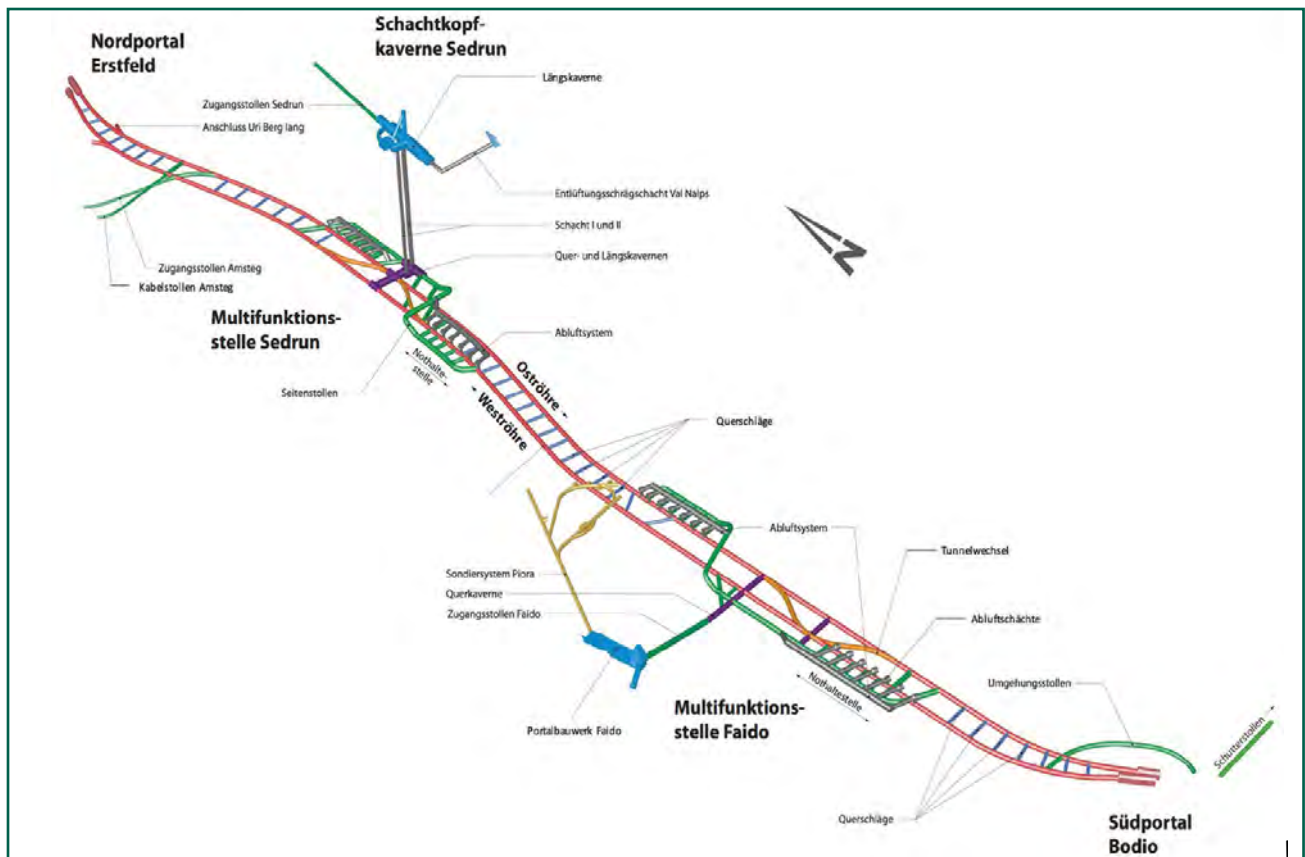 Nordportal
Erstfeld
Schachtkopf-
kaverne Sedrun
Längskaverne
Zugangsstollen Sedrun
Anschluss Uri Berg lang
Entlüftungsschrägschacht Val Nalps
Schacht I und II
Quer- und Längskavernen
N
Zugangsstollen Amsteg
Kabelstollen Amsteg
Multifunktions-
stelle Sedrun
Abluftsystem
Nothalte-
stelle
Seitenstollen
Oströhre
Weströhre
Querschläge
Abluftsystem
Tunnelwechsel
Sondiersystem Piora
Querkaverne
Zugangsstollen Faido
Abluftschächte
Nothaltestelle
Umgehungsstollen
Multifunktions-
stelle Faido
Portalbauwerk Faido
Schutterstollen
Querschläge
Südportal
Bodio